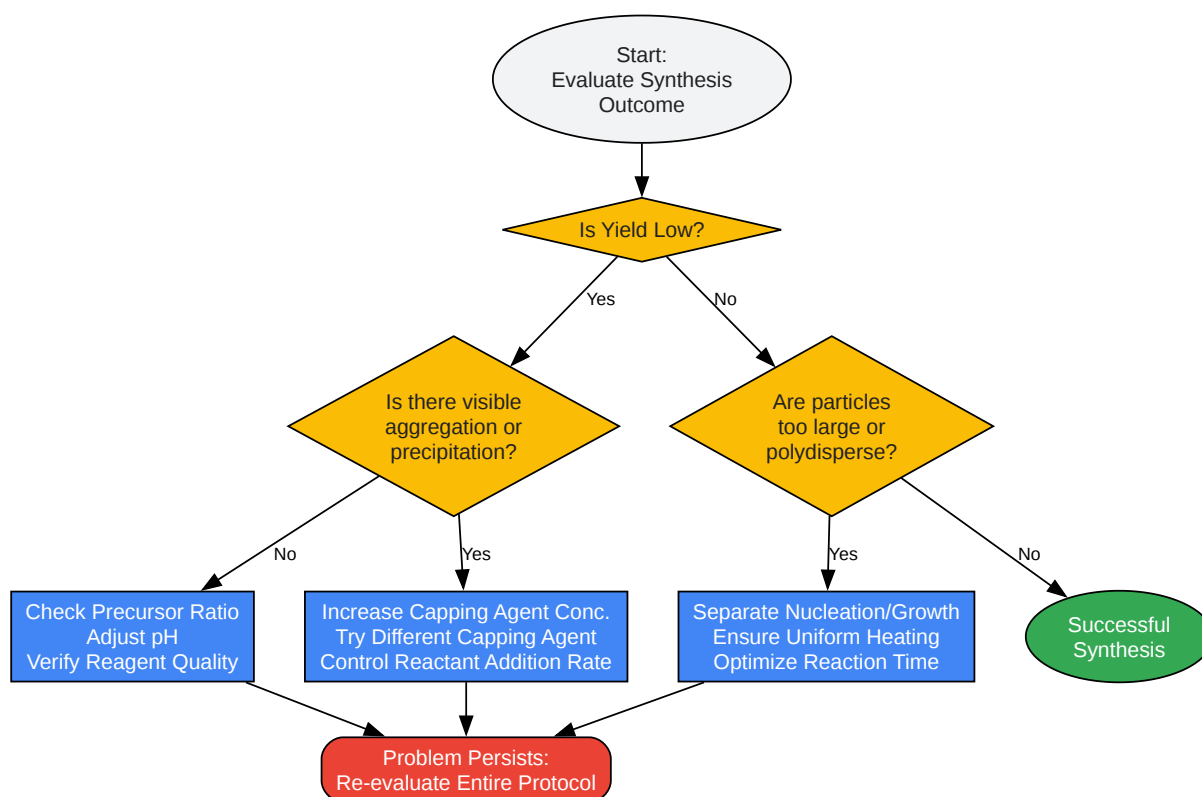 Start:
Evaluate Synthesis
Outcome
Is Yield Low?
Yes
No
Is there visible
aggregation or
precipitation?
Are particles
too large or
polydisperse?
No
Yes
Yes
No
Check Precursor Ratio
Adjust pH
Verify Reagent Quality
Increase Capping Agent Conc.
Try Different Capping Agent
Control Reactant Addition Rate
Separate Nucleation/Growth
Ensure Uniform Heating
Optimize Reaction Time
Successful
Synthesis
Problem Persists:
Re-evaluate Entire Protocol